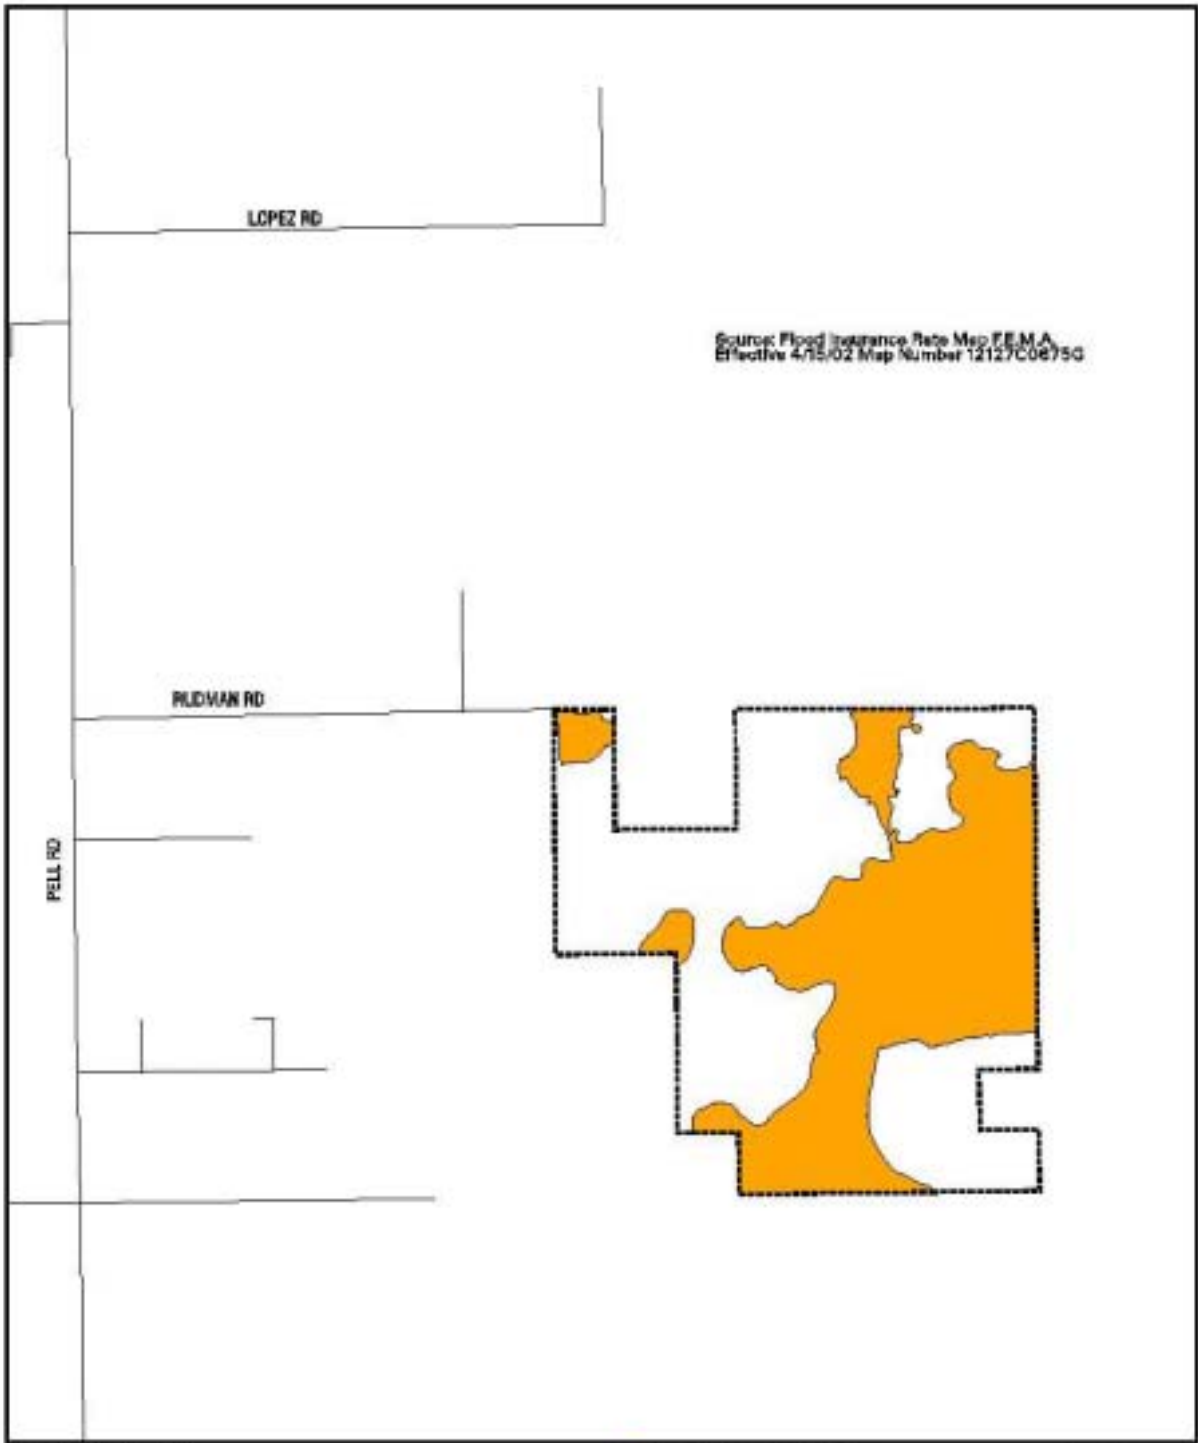 LOPEZ RD
Source: Flood Insurance Rate Map F.E.M.A.
Effective 4/15/02 Map Number 12127C0675G
RUDMAN RD
PELL RD